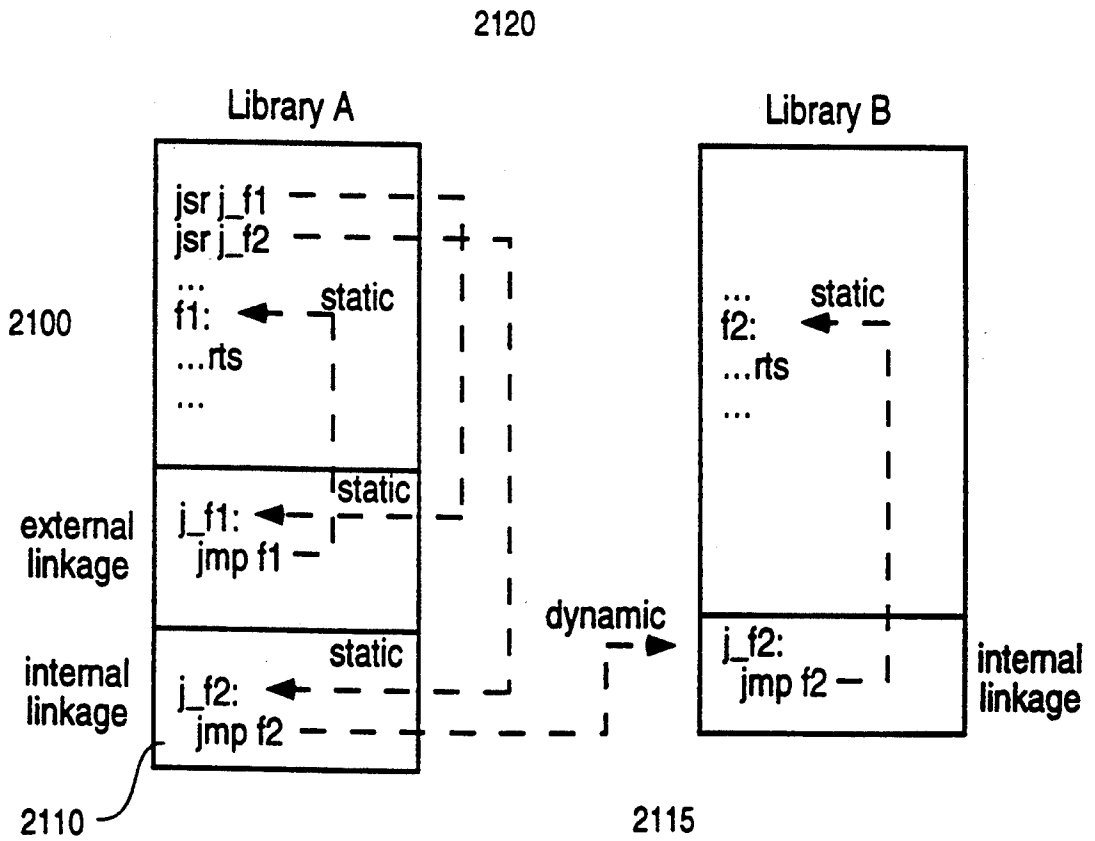 2120
Library A
jsr j_f1
jsr j_f2
...
static
f1:
...rts
...
2100
static
j_f1:
jmp f1
external
linkage
static
j_f2:
jmp f2
internal
linkage
2110
dynamic
Library B
...
static
f2:
...rts
...
j_f2:
jmp f2
internal
linkage
2115